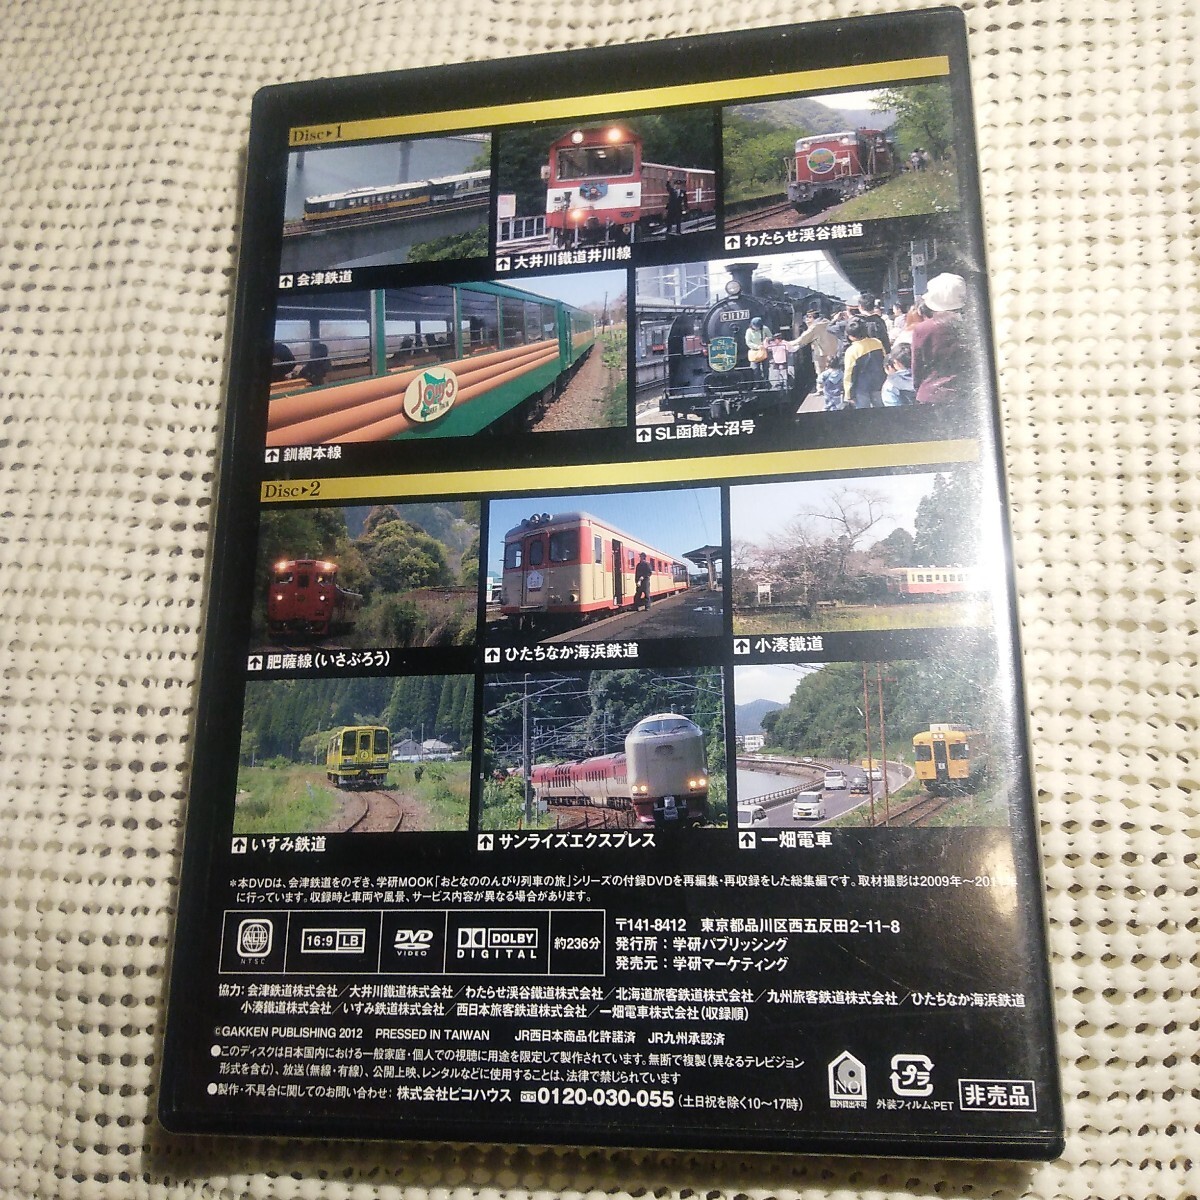 Disc▸1
会津鉄道
大井川鐵道井川線
わたらせ渓谷鐵道
C11 171
釧網本線
SL函館大沼号
Disc▸2
肥薩線(いさぶろう)
ひたちなか海浜鉄道
小湊鐵道
いすみ鉄道
サンライズエクスプレス
一畑電車
*本DVDは、会津鉄道をのぞき、学研MOOK「おとなののんびり列車の旅」シリーズの付録DVDを再編集・再収録をした総集編です。取材撮影は2009年〜
に行っています。収録時と車両や風景、サービス内容が異なる場合があります。
ALL
NTSC
16:9 LB
DVD
VIDEO
DOLBY
DIGITAL
約236分
〒141-8412 東京都品川区西五反田2-11-8
発行所：学研パブリッシング
発売元：学研マーケティング
協力：会津鉄道株式会社／大井川鐵道株式会社／わたらせ渓谷鐵道株式会社／北海道旅客鉄道株式会社／九州旅客鉄道株式会社／ひたちなか海浜鉄道
小湊鐵道株式会社／いすみ鉄道株式会社／西日本旅客鉄道株式会社／一畑電車株式会社(収録順)
©GAKKEN PUBLISHING 2012 PRESSED IN TAIWAN JR西日本商品化許諾済 JR九州承認済
●このディスクは日本国内における一般家庭・個人での視聴に用途を限定して製作されています。無断で複製(異なるテレビジョン
形式を含む)、放送(無線・有線)、公開上映、レンタルなどに使用することは、法律で禁じられています
●製作・不具合に関してのお問い合わせ：株式会社ピコハウス 0120-030-055(土日祝を除く10〜17時)
NO
館外貸出不可
プラ
外装フィルム:PET
非売品